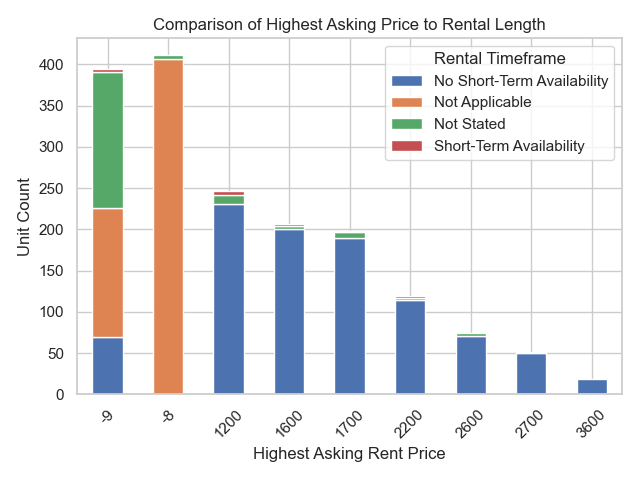 Comparison of Highest Asking Price to Rental Length
Rental Timeframe
No Short-Term Availability
Not Applicable
Not Stated
Short-Term Availability
Unit Count
400
350
300
250
200
150
100
50
0
-9
-8
1200
1600
1700
2200
2600
2700
3600
Highest Asking Rent Price